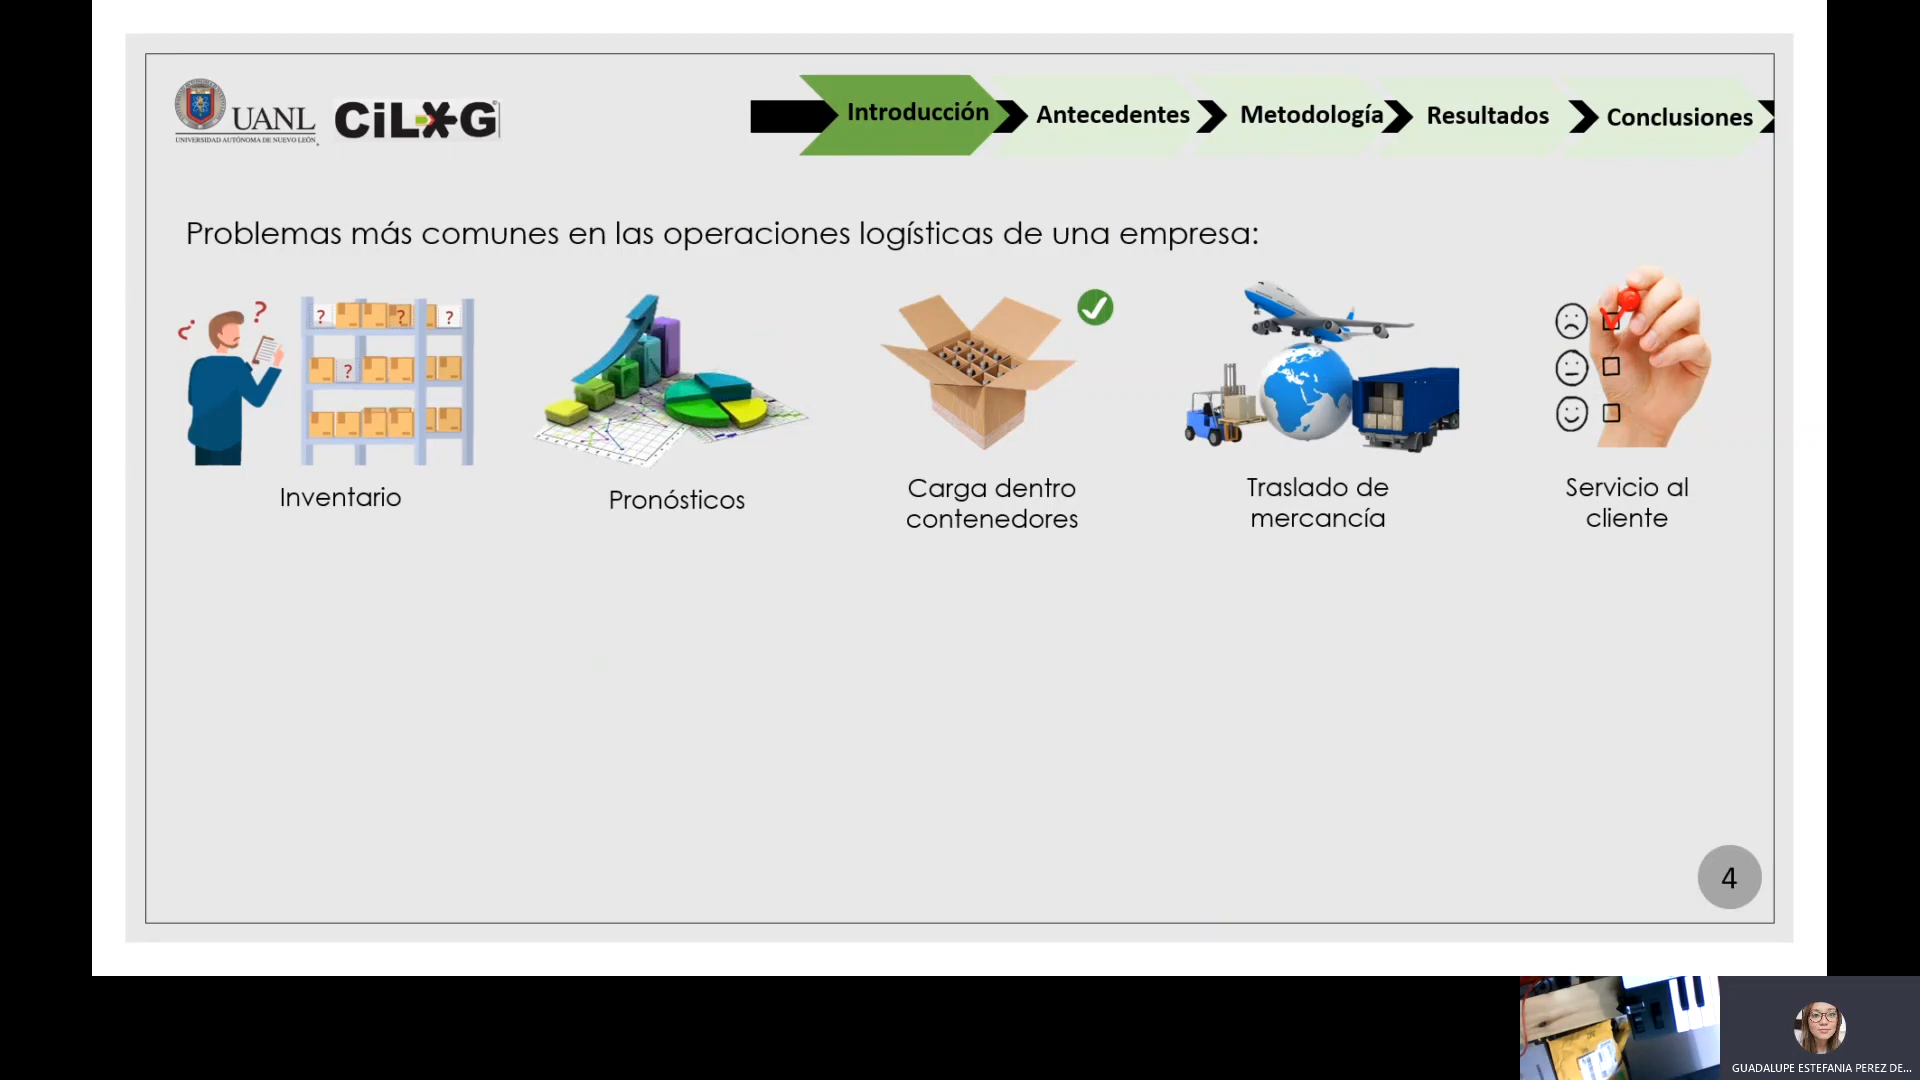 UANL
UNIVERSIDAD AUTÓNOMA DE NUEVO LEÓN
CiLOG
Introducción
Antecedentes
Metodología
Resultados
Conclusiones
Problemas más comunes en las operaciones logísticas de una empresa:
? ? ? ? ?
?
Inventario
Pronósticos
Carga dentro
contenedores
Traslado de
mercancía
Servicio al
cliente
4
GUADALUPE ESTEFANIA PEREZ DE...